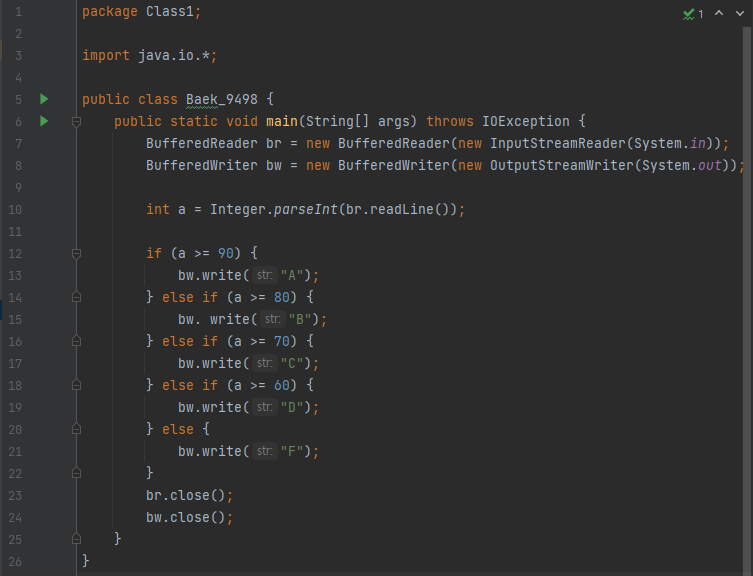 1 package Class1;
2
3 import java.io.*;
4
5 public class Baek_9498 {
6 public static void main(String[] args) throws IOException {
7 BufferedReader br = new BufferedReader(new InputStreamReader(System.in));
8 BufferedWriter bw = new BufferedWriter(new OutputStreamWriter(System.out));
9
10 int a = Integer.parseInt(br.readLine());
11
12 if (a >= 90) {
13 bw.write( str: "A");
14 } else if (a >= 80) {
15 bw. write( str: "B");
16 } else if (a >= 70) {
17 bw.write( str: "C");
18 } else if (a >= 60) {
19 bw.write( str: "D");
20 } else {
21 bw.write( str: "F");
22 }
23 br.close();
24 bw.close();
25 }
26 }
1